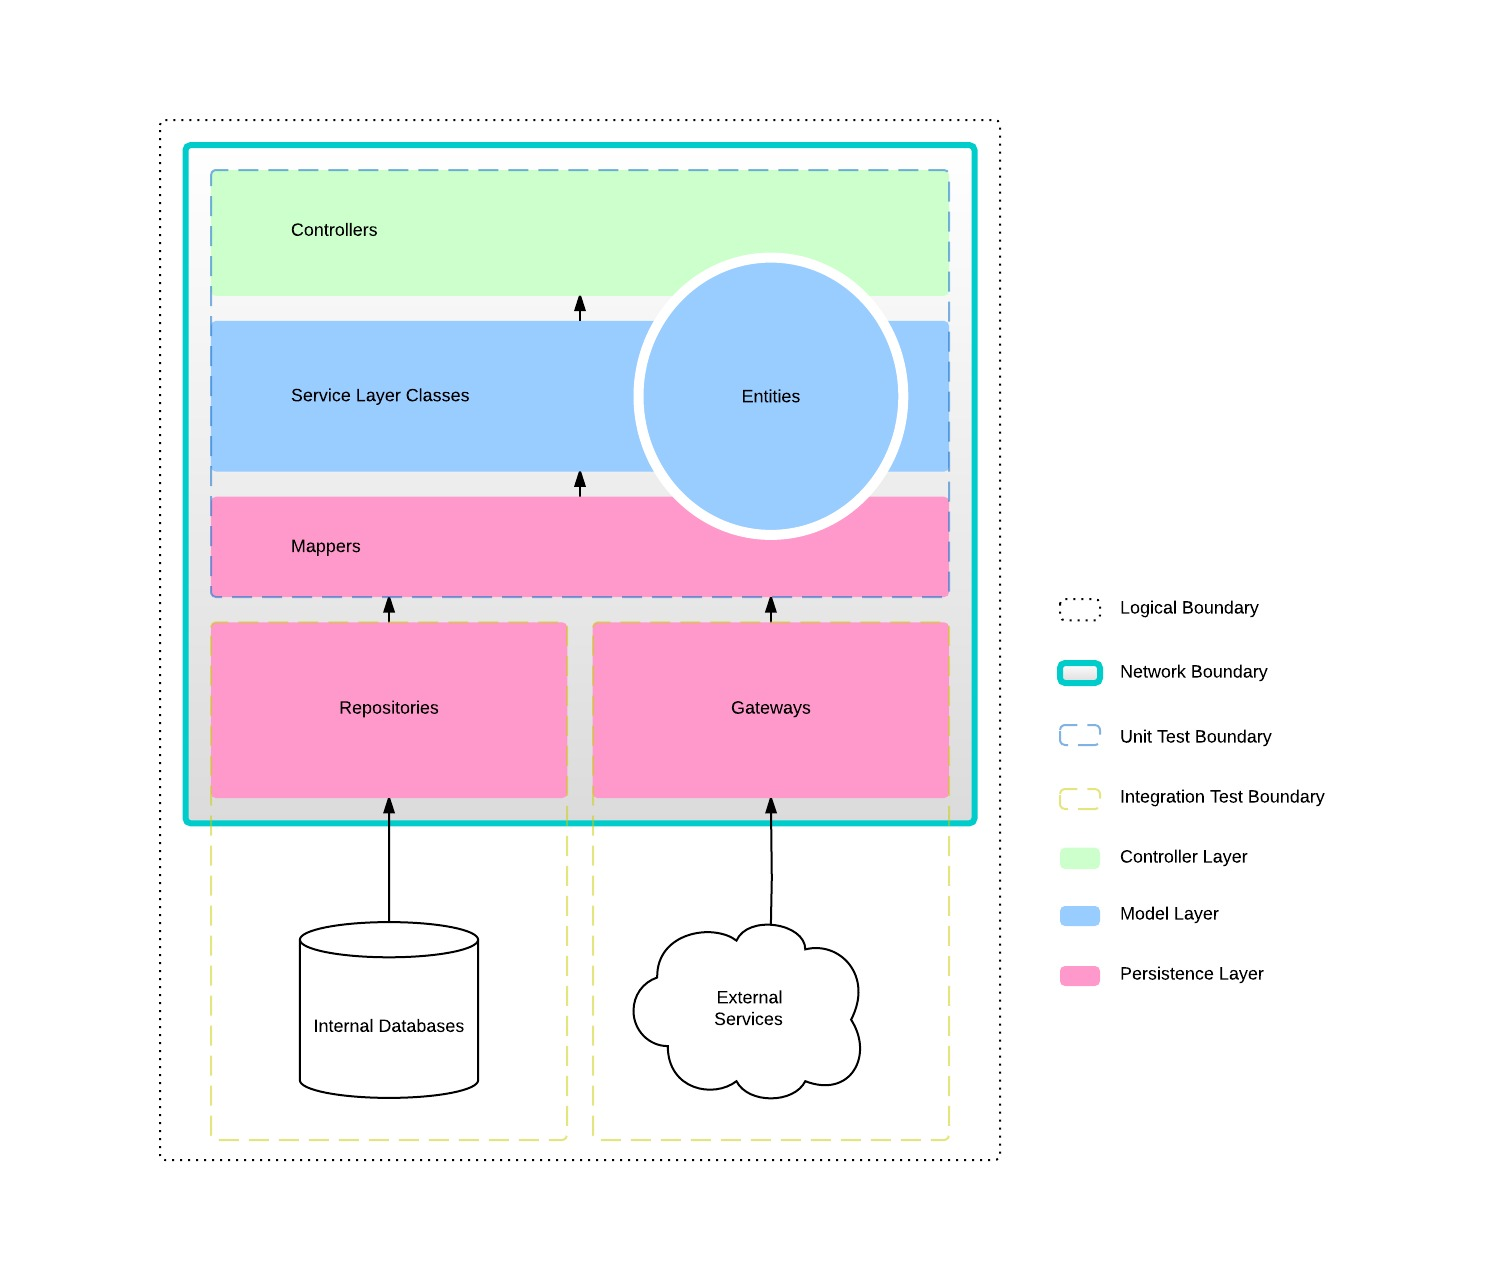 Controllers
Service Layer Classes
Entities
Mappers
Repositories
Gateways
Internal Databases
External
Services
Logical Boundary
Network Boundary
Unit Test Boundary
Integration Test Boundary
Controller Layer
Model Layer
Persistence Layer